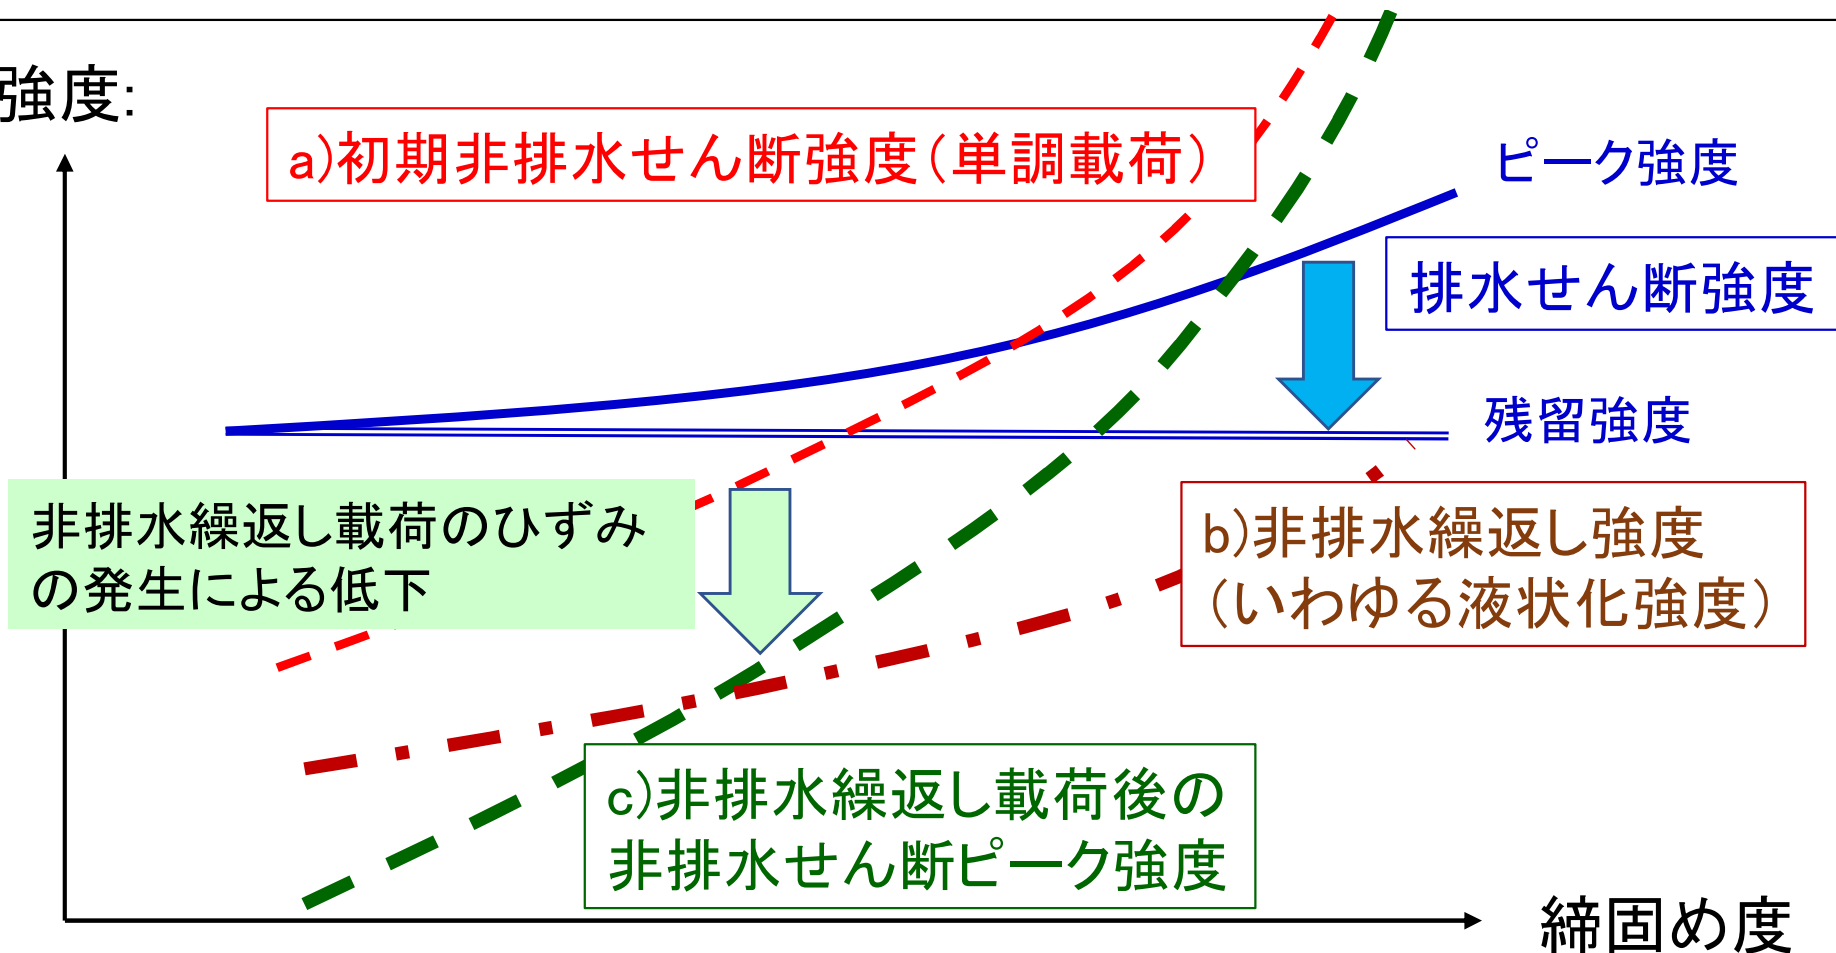 強度:
a)初期非排水せん断強度(単調載荷)
ピーク強度
排水せん断強度
残留強度
非排水繰返し載荷のひずみ
の発生による低下
b)非排水繰返し強度
(いわゆる液状化強度)
c)非排水繰返し載荷後の
非排水せん断ピーク強度
締固め度